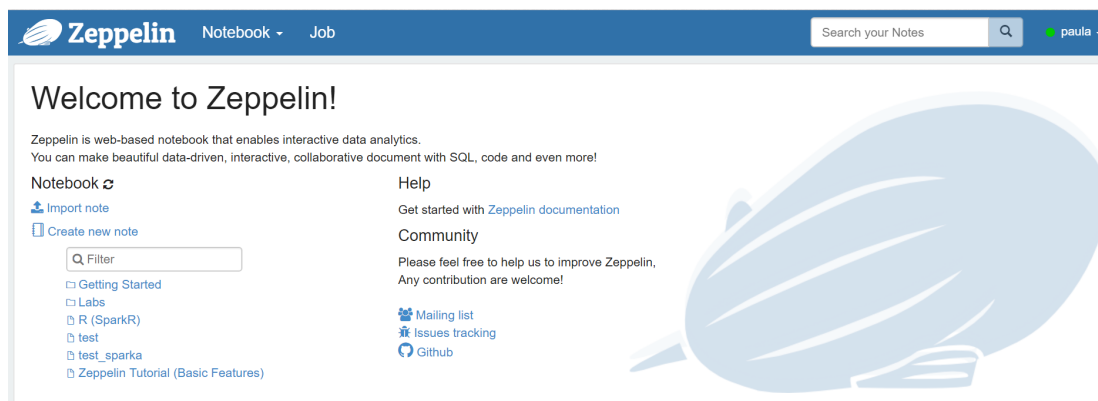 Zeppelin Notebook Job Search your Notes paula
Welcome to Zeppelin!
Zeppelin is web-based notebook that enables interactive data analytics.
You can make beautiful data-driven, interactive, collaborative document with SQL, code and even more!
Notebook
Import note
Create new note
Filter
Getting Started
Labs
R (SparkR)
test
test_sparka
Zeppelin Tutorial (Basic Features)
Help
Get started with Zeppelin documentation
Community
Please feel free to help us to improve Zeppelin,
Any contribution are welcome!
Mailing list
Issues tracking
Github